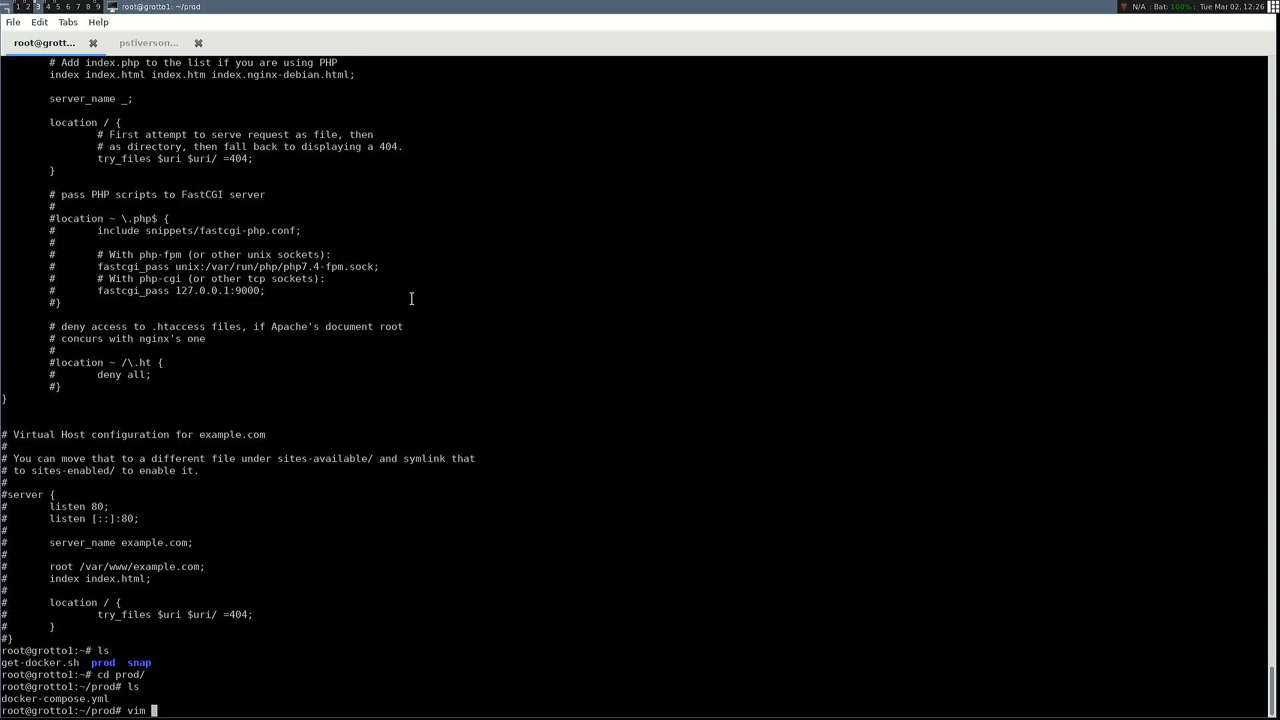 1 2 3 4 5 6 7 8 9 root@grotto1: ~/prod N/A : Bat: 100% : Tue Mar 02, 12:26
File Edit Tabs Help
root@grott... pstiverson...
# Add index.php to the list if you are using PHP
index index.html index.htm index.nginx-debian.html;
server_name _;
location / {
# First attempt to serve request as file, then
# as directory, then fall back to displaying a 404.
try_files $uri $uri/ =404;
}
# pass PHP scripts to FastCGI server
#
#location ~ \.php$ {
# include snippets/fastcgi-php.conf;
#
# # With php-fpm (or other unix sockets):
# fastcgi_pass unix:/var/run/php/php7.4-fpm.sock;
# # With php-cgi (or other tcp sockets):
# fastcgi_pass 127.0.0.1:9000;
#}
# deny access to .htaccess files, if Apache's document root
# concurs with nginx's one
#
#location ~ /\.ht {
# deny all;
#}
}
# Virtual Host configuration for example.com
#
# You can move that to a different file under sites-available/ and symlink that
# to sites-enabled/ to enable it.
#
#server {
# listen 80;
# listen [::]:80;
#
# server_name example.com;
#
# root /var/www/example.com;
# index index.html;
#
# location / {
# try_files $uri $uri/ =404;
# }
#}
root@grotto1:~# ls
get-docker.sh prod snap
root@grotto1:~# cd prod/
root@grotto1:~/prod# ls
docker-compose.yml
root@grotto1:~/prod# vim